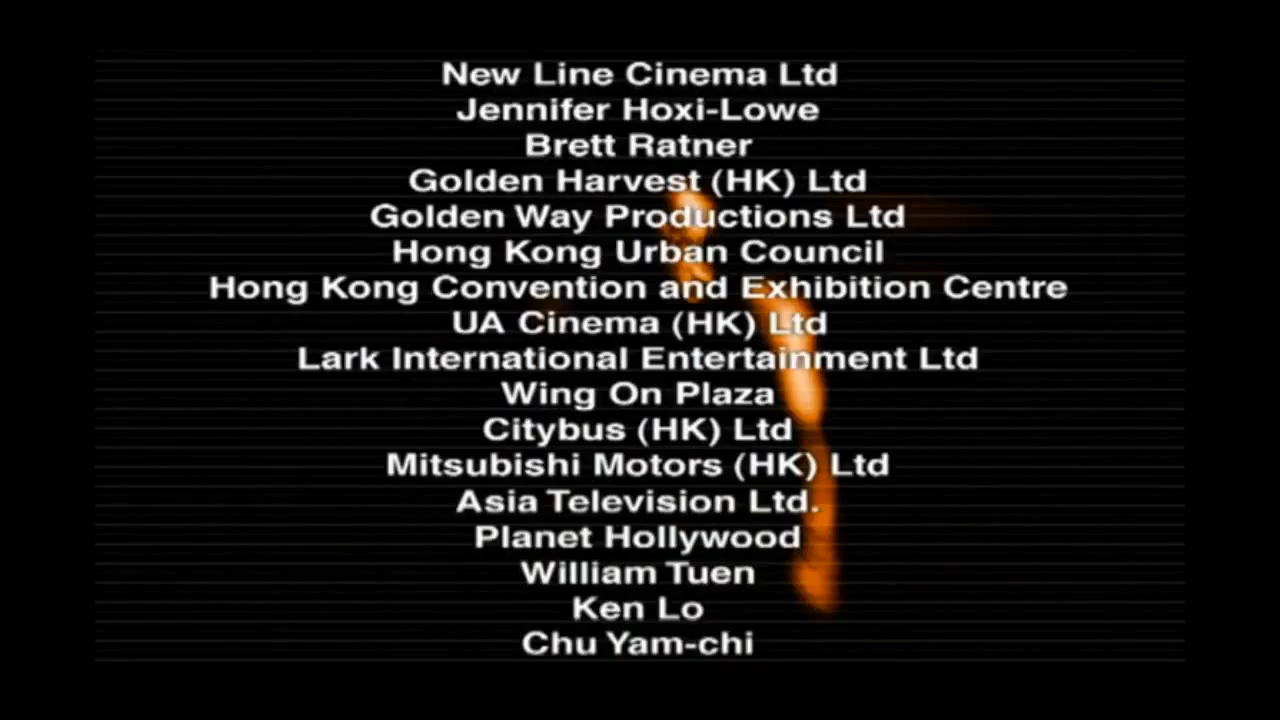 New Line Cinema Ltd
Jennifer Hoxi-Lowe
Brett Ratner
Golden Harvest (HK) Ltd
Golden Way Productions Ltd
Hong Kong Urban Council
Hong Kong Convention and Exhibition Centre
UA Cinema (HK) Ltd
Lark International Entertainment Ltd
Wing On Plaza
Citybus (HK) Ltd
Mitsubishi Motors (HK) Ltd
Asia Television Ltd.
Planet Hollywood
William Tuen
Ken Lo
Chu Yam-chi